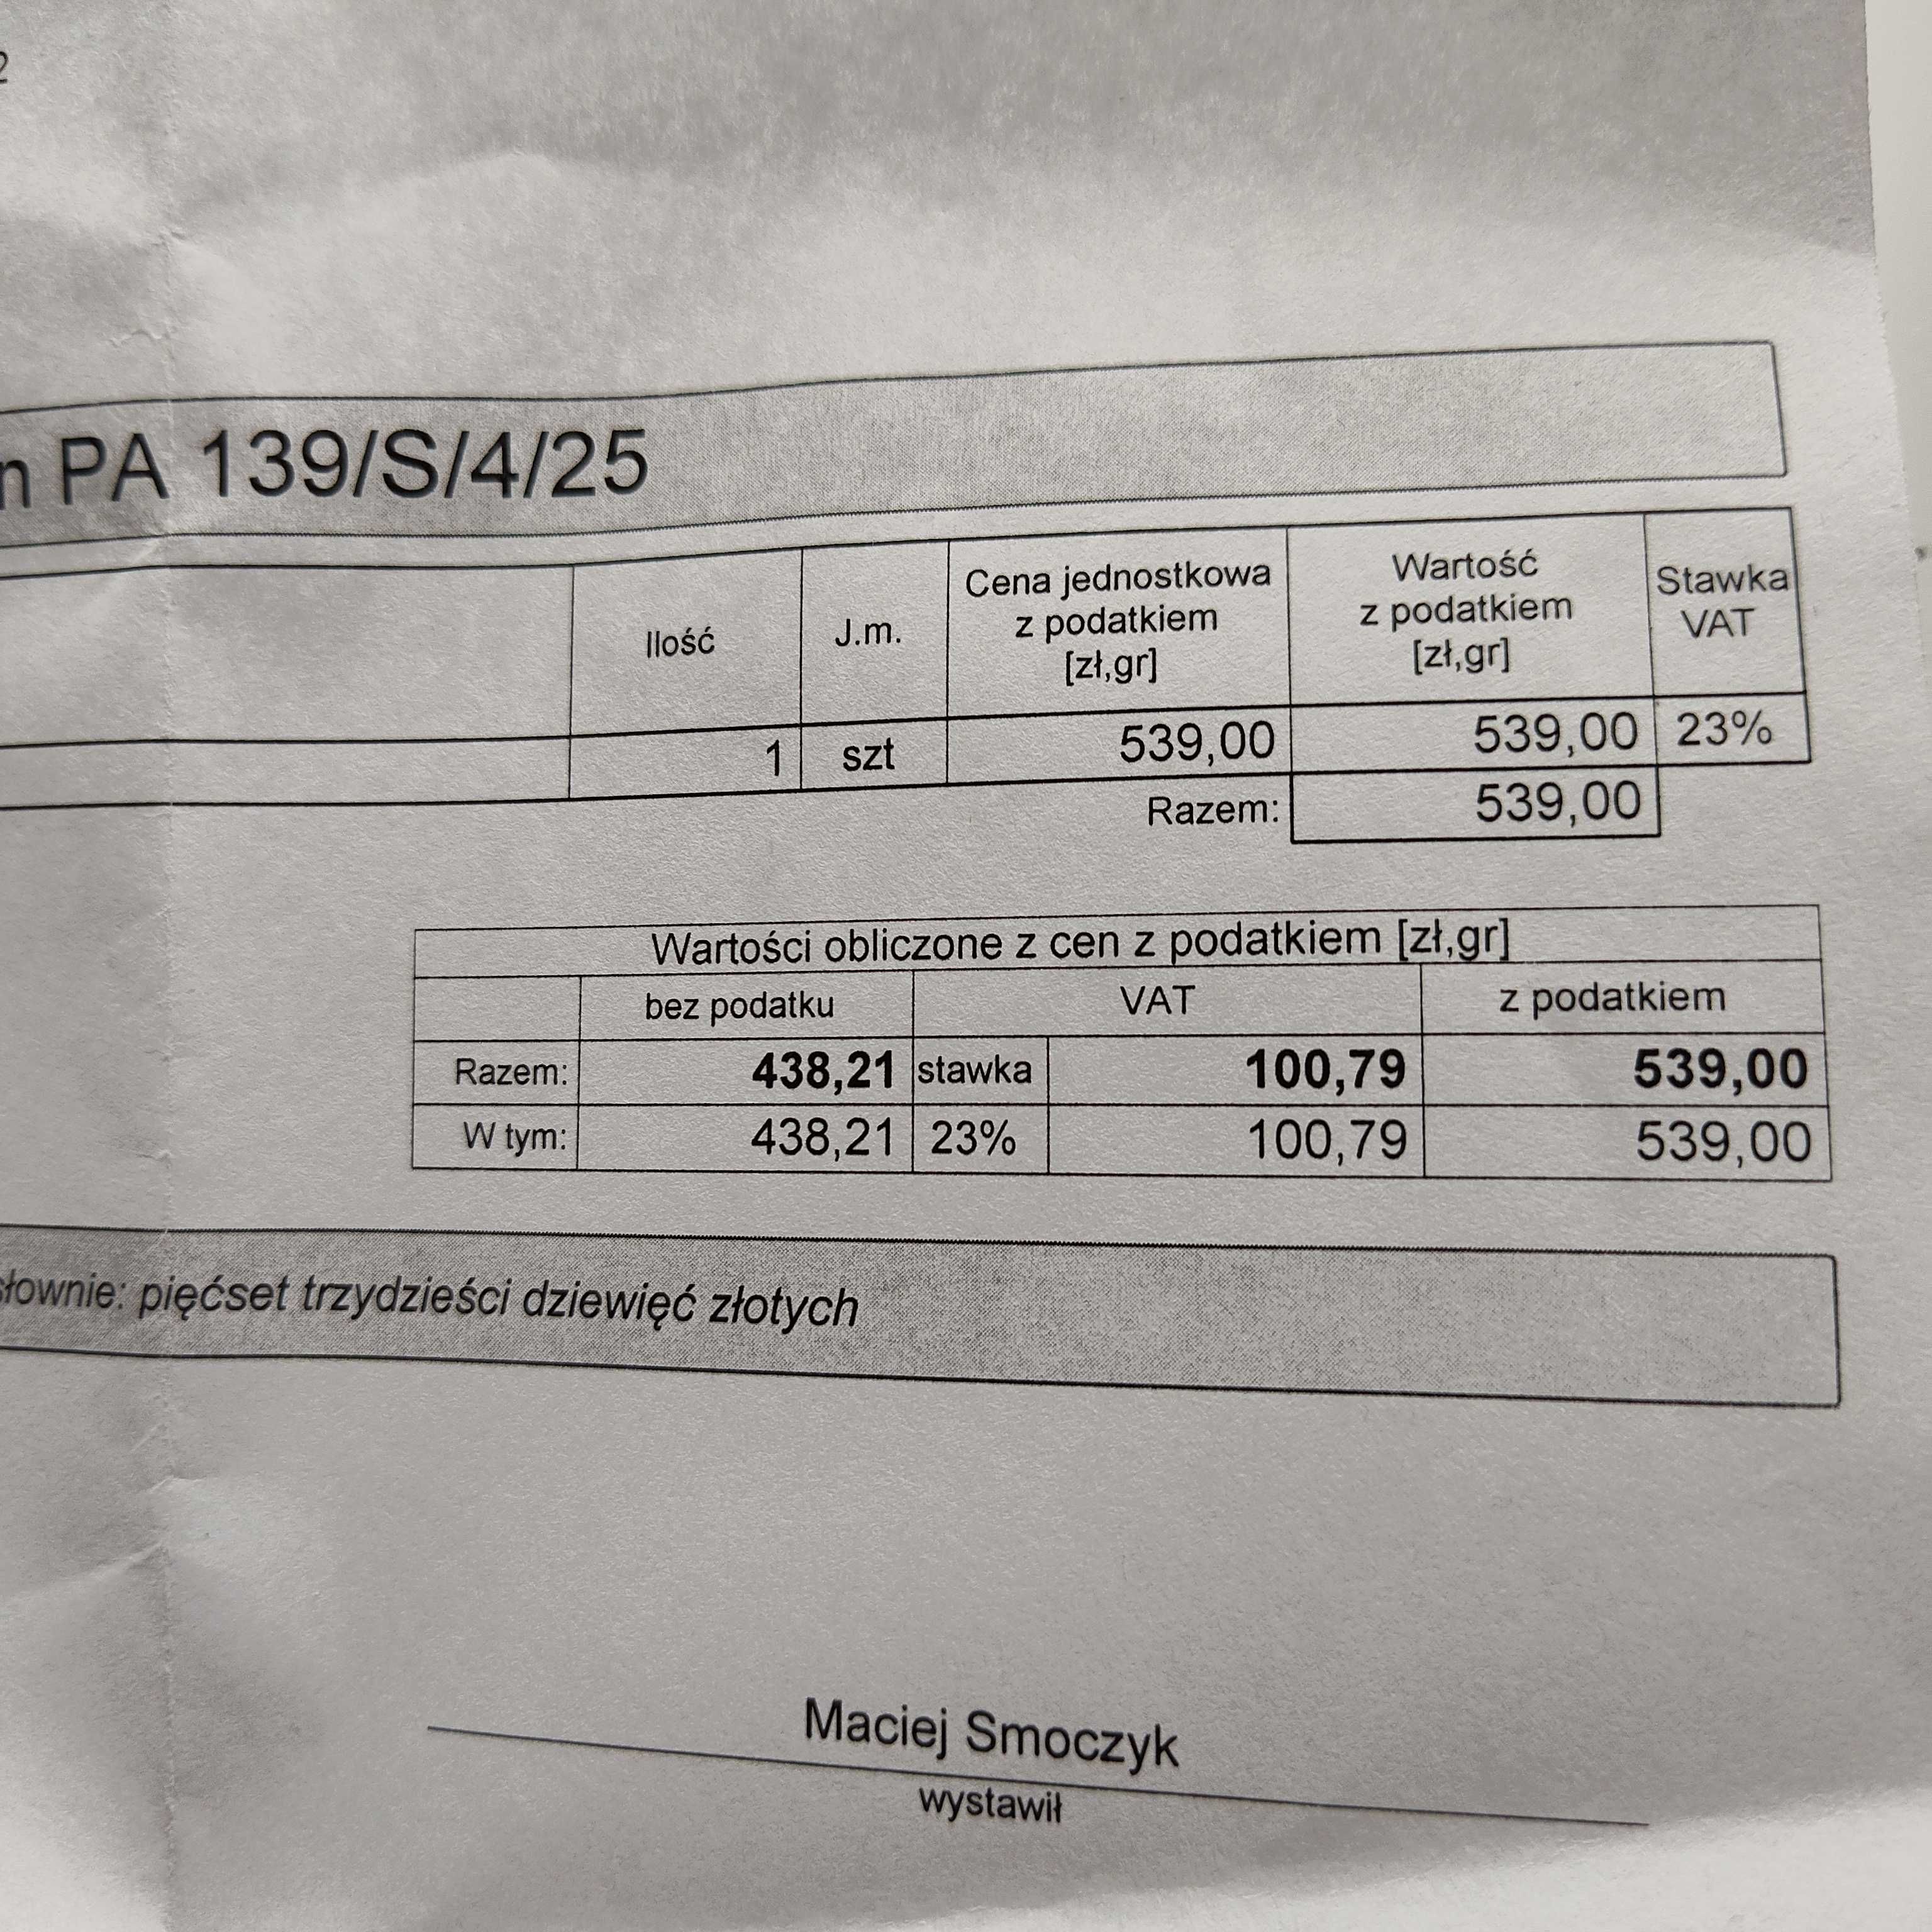 2
n PA 139/S/4/25
Ilość J.m. Cena jednostkowa z podatkiem [zł,gr] Wartość z podatkiem [zł,gr] Stawka VAT
1 szt 539,00 539,00 23%
Razem: 539,00
Wartości obliczone z cen z podatkiem [zł,gr]
bez podatku VAT z podatkiem
Razem: 438,21 stawka 100,79 539,00
W tym: 438,21 23% 100,79 539,00
słownie: pięćset trzydzieści dziewięć złotych
Maciej Smoczyk
wystawił